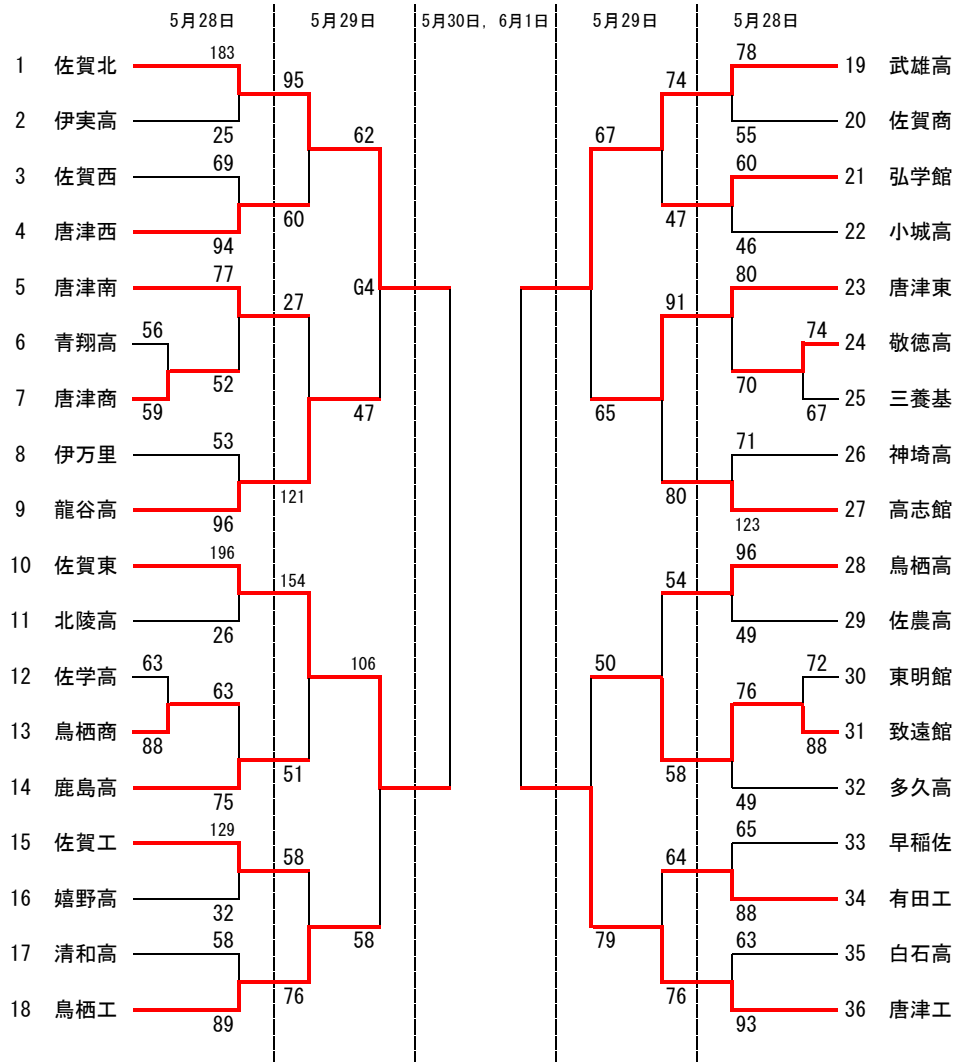 5月28日 5月29日 5月30日, 6月1日 5月29日 5月28日
183 78
1 佐賀北 95 74 19 武雄高
2 伊実高 25 62 67 55 20 佐賀商
69 60
3 佐賀西 21 弘学館
60 47
4 唐津西 94 46 22 小城高
77 80
5 唐津南 27 G4 91 23 唐津東
6 青翔高 56 74 24 敬徳高
52 70
7 唐津商 59 47 65 67 25 三養基
8 伊万里 53 71 26 神埼高
121 80
9 龍谷高 96 123 27 高志館
196 96
10 佐賀東 154 54 28 鳥栖高
11 北陵高 26 49 29 佐農高
12 佐学高 63 106 50 72 30 東明館
63 76
13 鳥栖商 88 88 31 致遠館
51 58
14 鹿島高 75 49 32 多久高
129 65
15 佐賀工 58 64 33 早稲佐
16 嬉野高 32 88 34 有田工
58 58 79 63
17 清和高 35 白石高
76 76
18 鳥栖工 89 93 36 唐津工